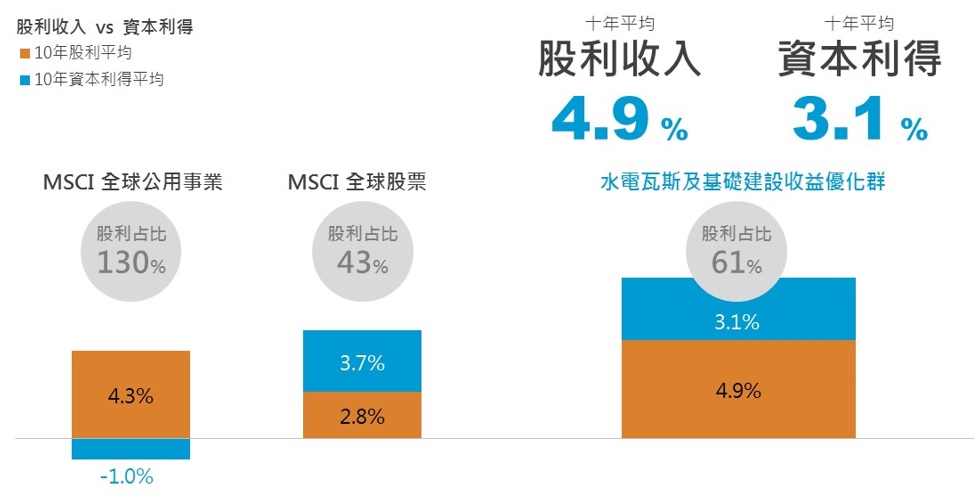 股利收入 vs 資本利得
10年股利平均
10年資本利得平均
十年平均
股利收入
4.9 %
十年平均
資本利得
3.1 %
MSCI 全球公用事業
股利占比
130%
4.3%
-1.0%
MSCI 全球股票
股利占比
43%
3.7%
2.8%
水電瓦斯及基礎建設收益優化群
股利占比
61%
3.1%
4.9%